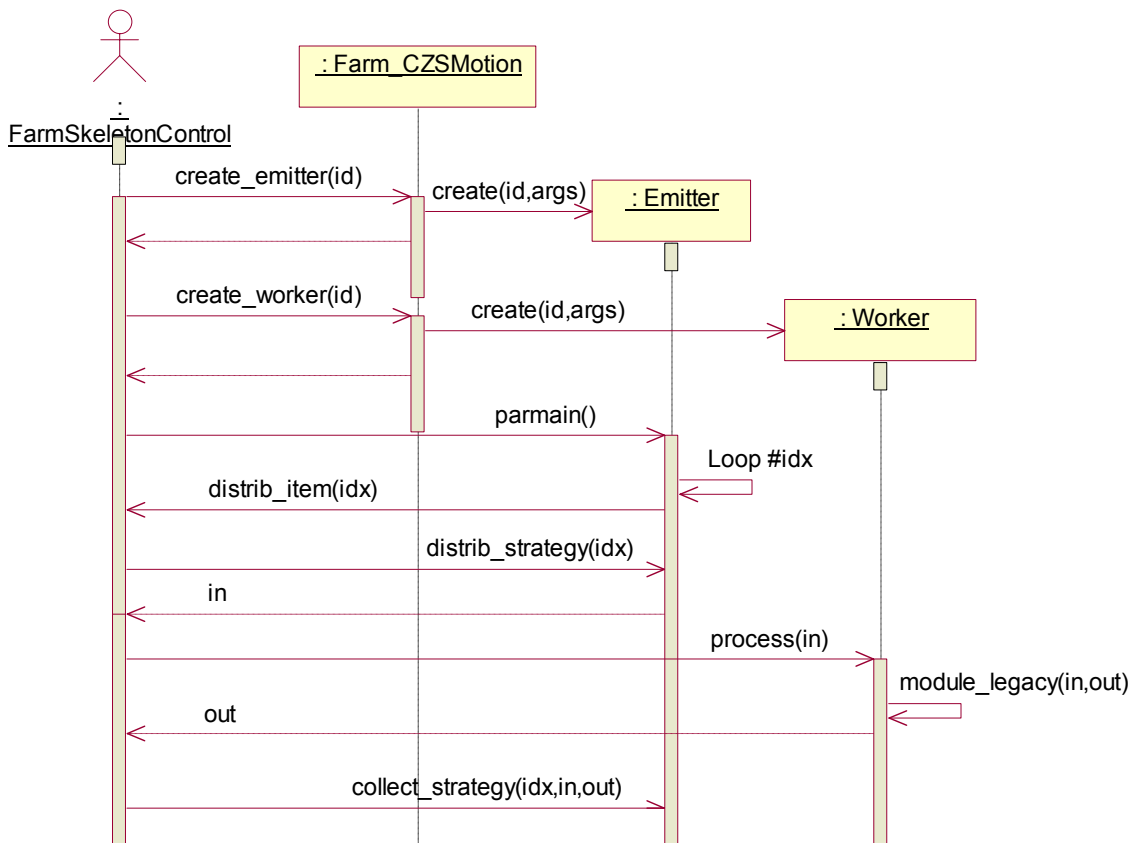 : Farm_CZSMotion
:
FarmSkeletonControl
create_emitter(id)
create(id,args)
: Emitter
create_worker(id)
create(id,args)
: Worker
parmain()
Loop #idx
distrib_item(idx)
distrib_strategy(idx)
in
process(in)
module_legacy(in,out)
out
collect_strategy(idx,in,out)